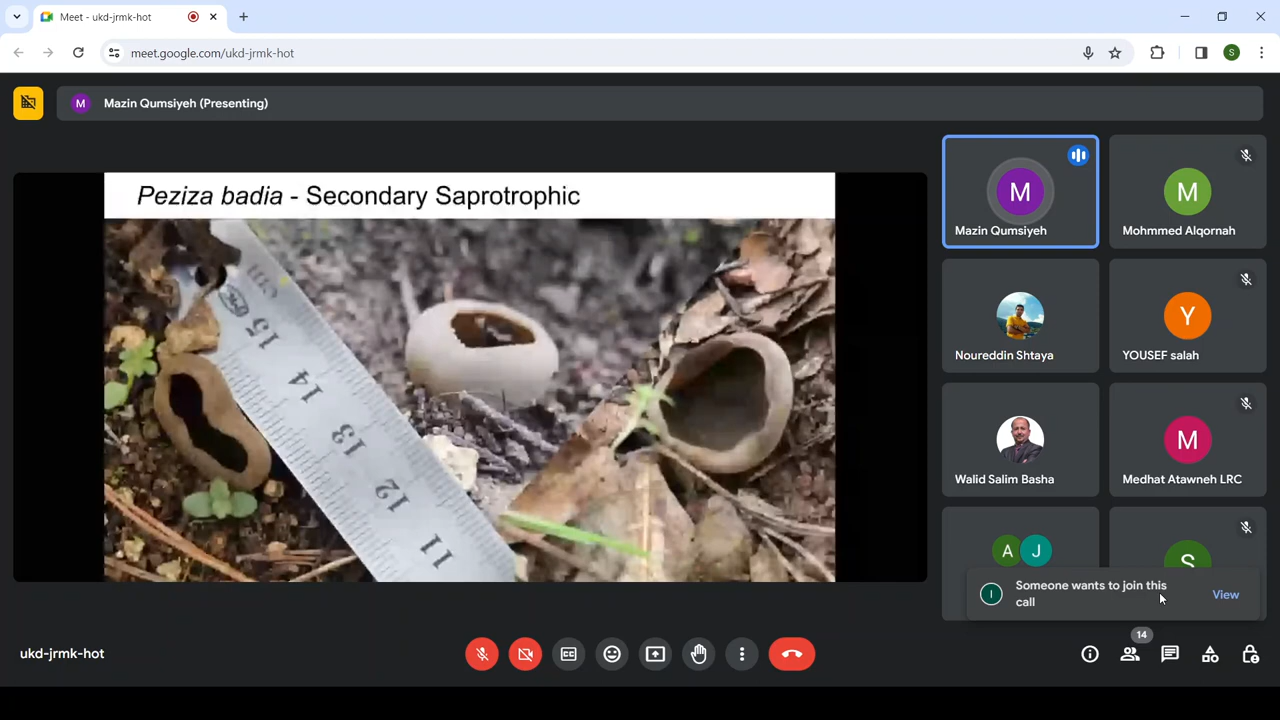 Meet - ukd-jrmk-hot
meet.google.com/ukd-jrmk-hot
S
M
Mazin Qumsiyeh (Presenting)
Peziza badia - Secondary Saprotrophic
cm
15
14
13
12
11
M
Mazin Qumsiyeh
M
Mohmmed Alqornah
Noureddin Shtaya
Y
YOUSEF salah
Walid Salim Basha
M
Medhat Atawneh LRC
A
J
S
I
Someone wants to join this
call
View
ukd-jrmk-hot
14